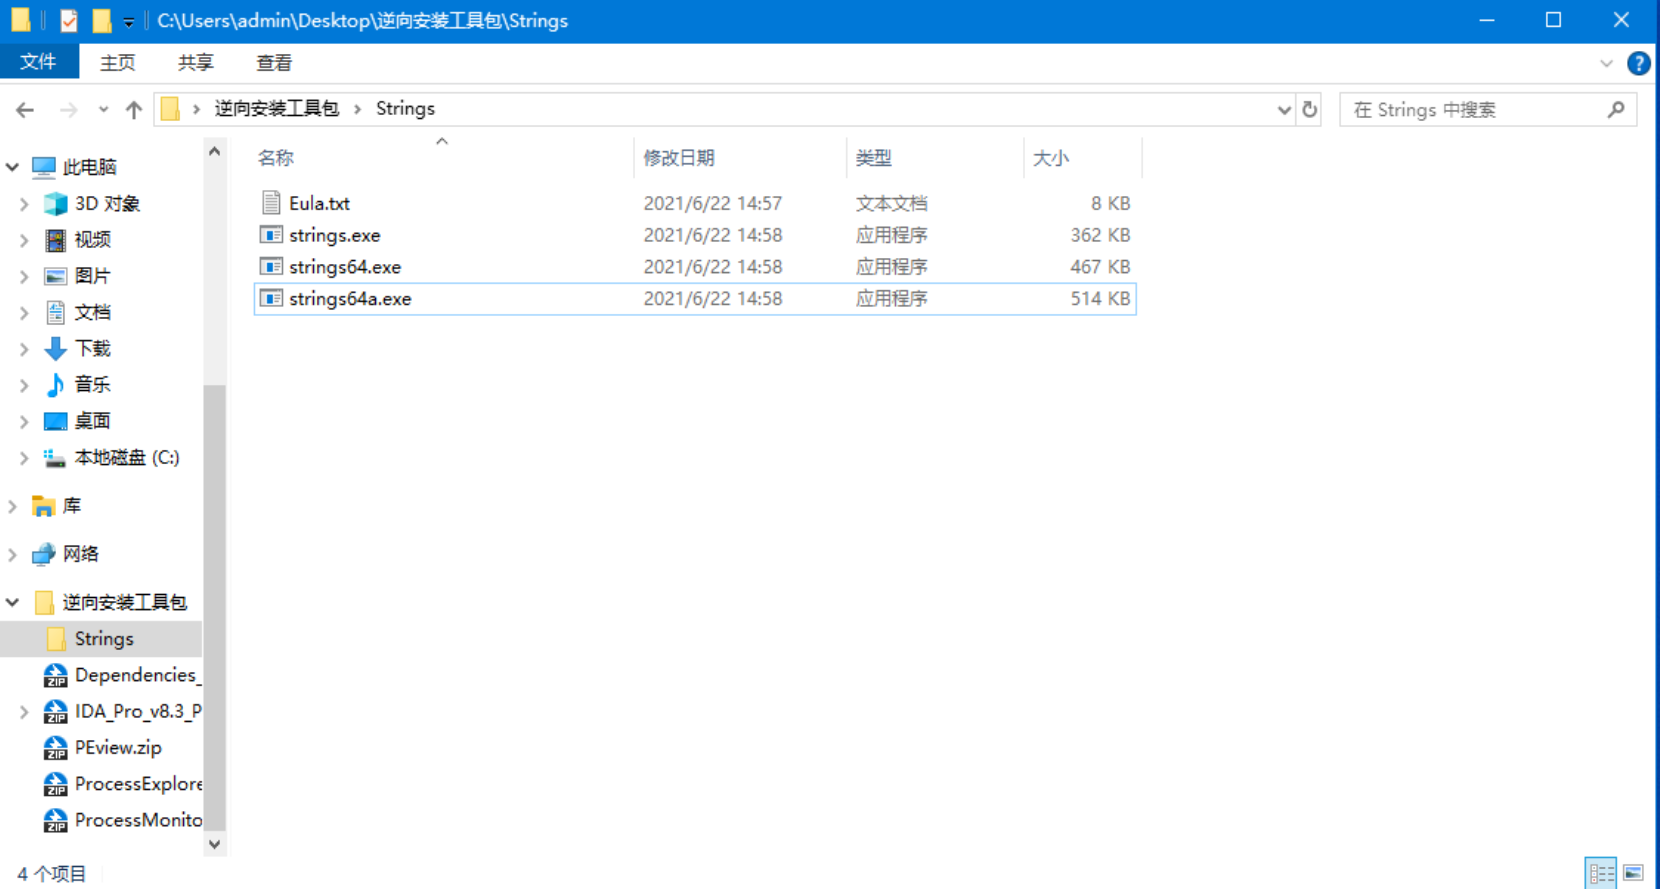 C:\Users\admin\Desktop\逆向安装工具包\Strings
文件 主页 共享 查看
逆向安装工具包 Strings
在 Strings 中搜索
名称 修改日期 类型 大小
Eula.txt 2021/6/22 14:57 文本文档 8 KB
strings.exe 2021/6/22 14:58 应用程序 362 KB
strings64.exe 2021/6/22 14:58 应用程序 467 KB
strings64a.exe 2021/6/22 14:58 应用程序 514 KB
此电脑
3D 对象
视频
图片
文档
下载
音乐
桌面
本地磁盘 (C:)
库
网络
逆向安装工具包
Strings
Dependencies_
IDA_Pro_v8.3_P
PEview.zip
ProcessExplore
ProcessMonito
4 个项目